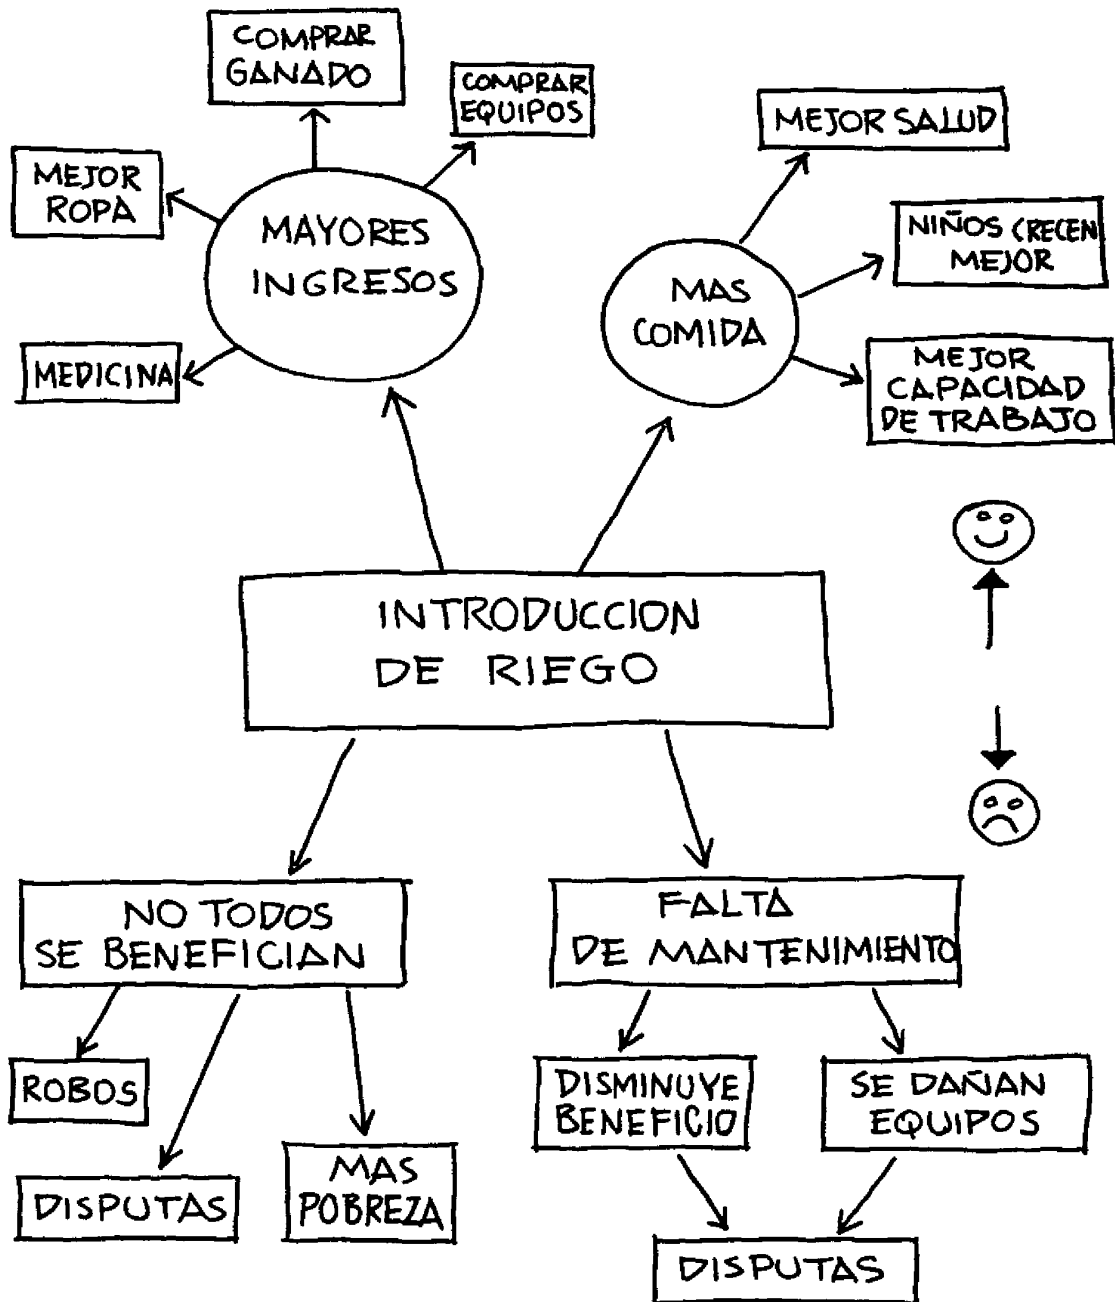 COMPRAR
GANADO
COMPRAR
EQUIPOS
MEJOR SALUD
MEJOR
ROPA
MAYORES
INGRESOS
NIÑOS CRECEN
MEJOR
MAS
COMIDA
MEDICINA
MEJOR
CAPACIDAD
DE TRABAJO
INTRODUCCION
DE RIEGO
NO TODOS
SE BENEFICIAN
FALTA
DE MANTENIMIENTO
ROBOS
DISPUTAS
MAS
POBREZA
DISMINUYE
BENEFICIO
SE DAÑAN
EQUIPOS
DISPUTAS